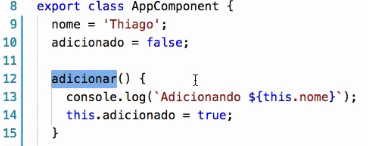 8 export class AppComponent {
9 nome = 'Thiago';
10 adicionado = false;
11
12 adicionar() {
13 console.log(`Adicionando ${this.nome}`);
14 this.adicionado = true;
15 }